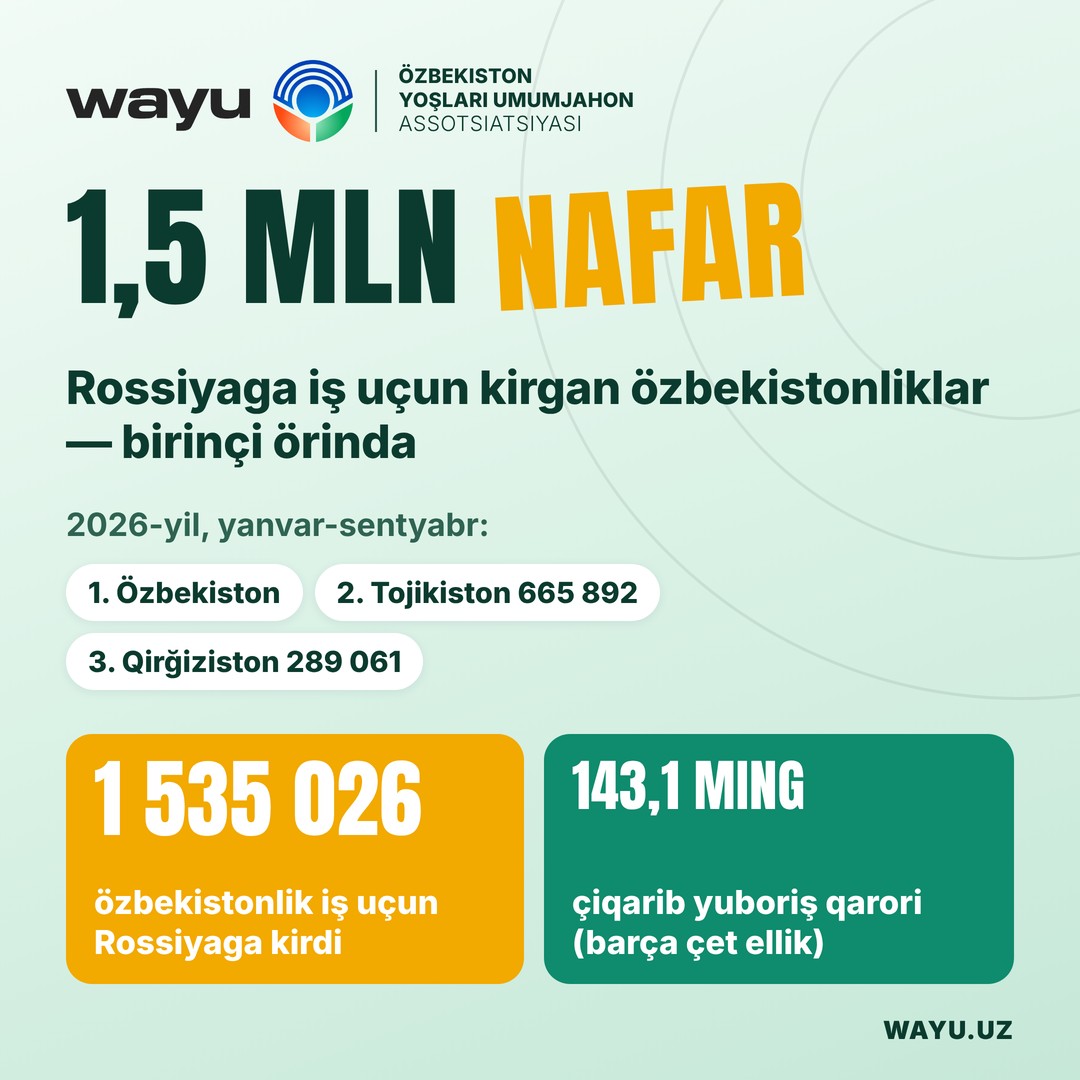 wayu
ÖZBEKISTON
YOŞLARI UMUMJAHON
ASSOTSIATSIYASI
1,5 MLN NAFAR
Rossiyaga iş uçun kirgan özbekistonliklar
— birinçi örinda
2026-yil, yanvar-sentyabr:
1. Özbekiston
2. Tojikiston 665 892
3. Qirğiziston 289 061
1 535 026
özbekistonlik iş uçun
Rossiyaga kirdi
143,1 MING
çiqarib yuboriş qarori
(barça çet ellik)
WAYU.UZ